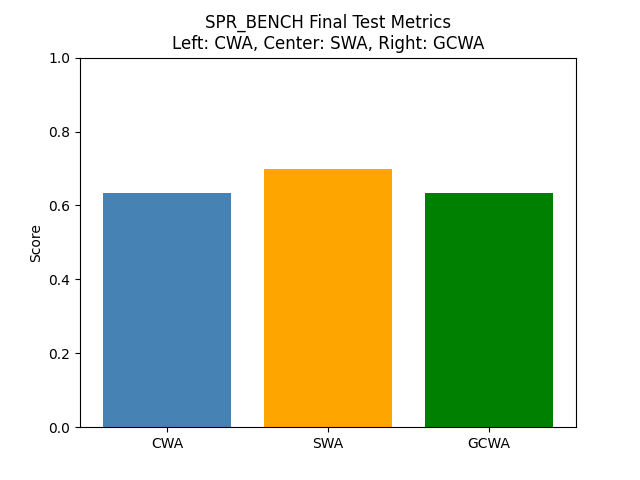 SPR_BENCH Final Test Metrics
Left: CWA, Center: SWA, Right: GCWA
1.0
0.8
0.6
0.4
0.2
0.0
Score
CWA
SWA
GCWA